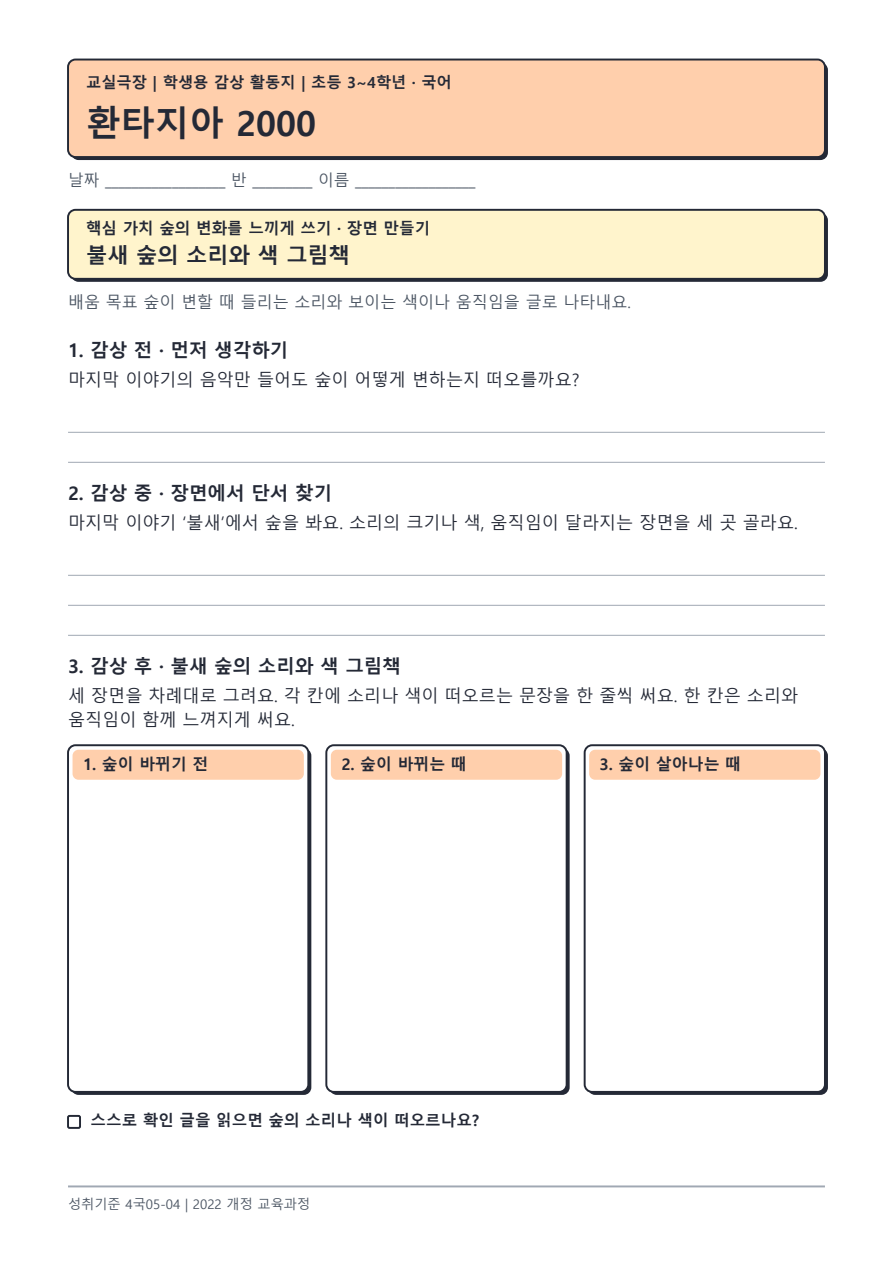 교실극장 | 학생용 감상 활동지 | 초등 3~4학년 · 국어
환타지아 2000
날짜 ________________ 반 ________ 이름 ________________
핵심 가치 숲의 변화를 느끼게 쓰기 · 장면 만들기
불새 숲의 소리와 색 그림책
배움 목표 숲이 변할 때 들리는 소리와 보이는 색이나 움직임을 글로 나타내요.
1. 감상 전 · 먼저 생각하기
마지막 이야기의 음악만 들어도 숲이 어떻게 변하는지 떠오를까요?
2. 감상 중 · 장면에서 단서 찾기
마지막 이야기 ‘불새’에서 숲을 봐요. 소리의 크기나 색, 움직임이 달라지는 장면을 세 곳 골라요.
3. 감상 후 · 불새 숲의 소리와 색 그림책
세 장면을 차례대로 그려요. 각 칸에 소리나 색이 떠오르는 문장을 한 줄씩 써요. 한 칸은 소리와
움직임이 함께 느껴지게 써요.
1. 숲이 바뀌기 전
2. 숲이 바뀌는 때
3. 숲이 살아나는 때
스스로 확인 글을 읽으면 숲의 소리나 색이 떠오르나요?
성취기준 4국05-04 | 2022 개정 교육과정